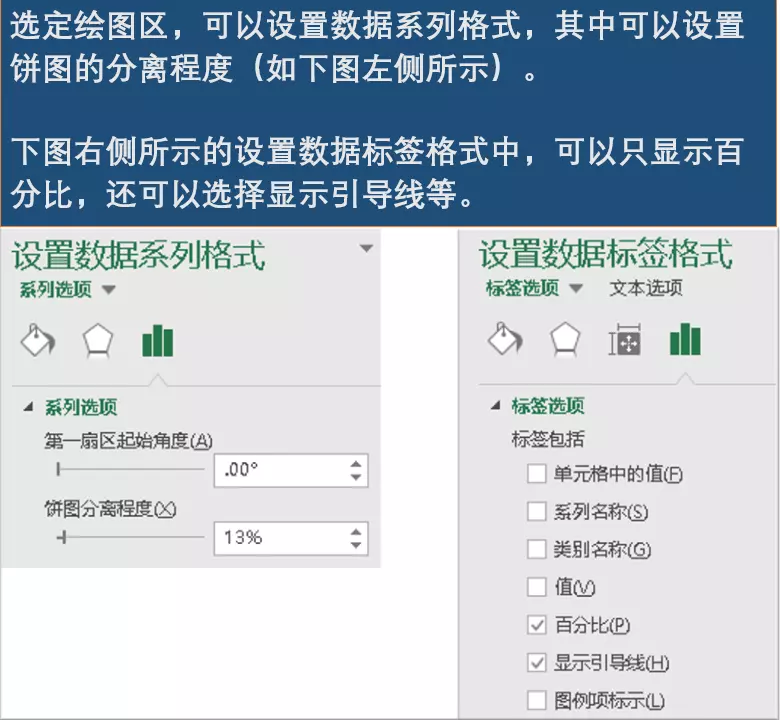 选定绘图区，可以设置数据系列格式，其中可以设置
饼图的分离程度（如下图左侧所示）。
下图右侧所示的设置数据标签格式中，可以只显示百
分比，还可以选择显示引导线等。
设置数据系列格式
系列选项
系列选项
第一扇区起始角度(A)
.00°
饼图分离程度(X)
13%
设置数据标签格式
标签选项 文本选项
标签选项
标签包括
单元格中的值(F)
系列名称(S)
类别名称(G)
值(V)
百分比(P)
显示引导线(H)
图例项标示(L)